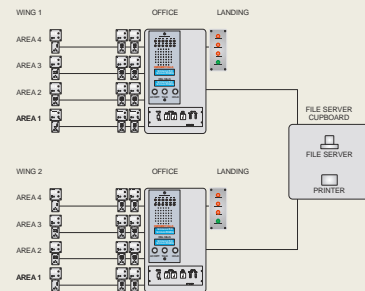 WING 1 OFFICE LANDING
AREA 4
AREA 3
AREA 2
AREA 1
FILE SERVER
CUPBOARD
FILE SERVER
PRINTER
WING 2 OFFICE LANDING
AREA 4
AREA 3
AREA 2
AREA 1